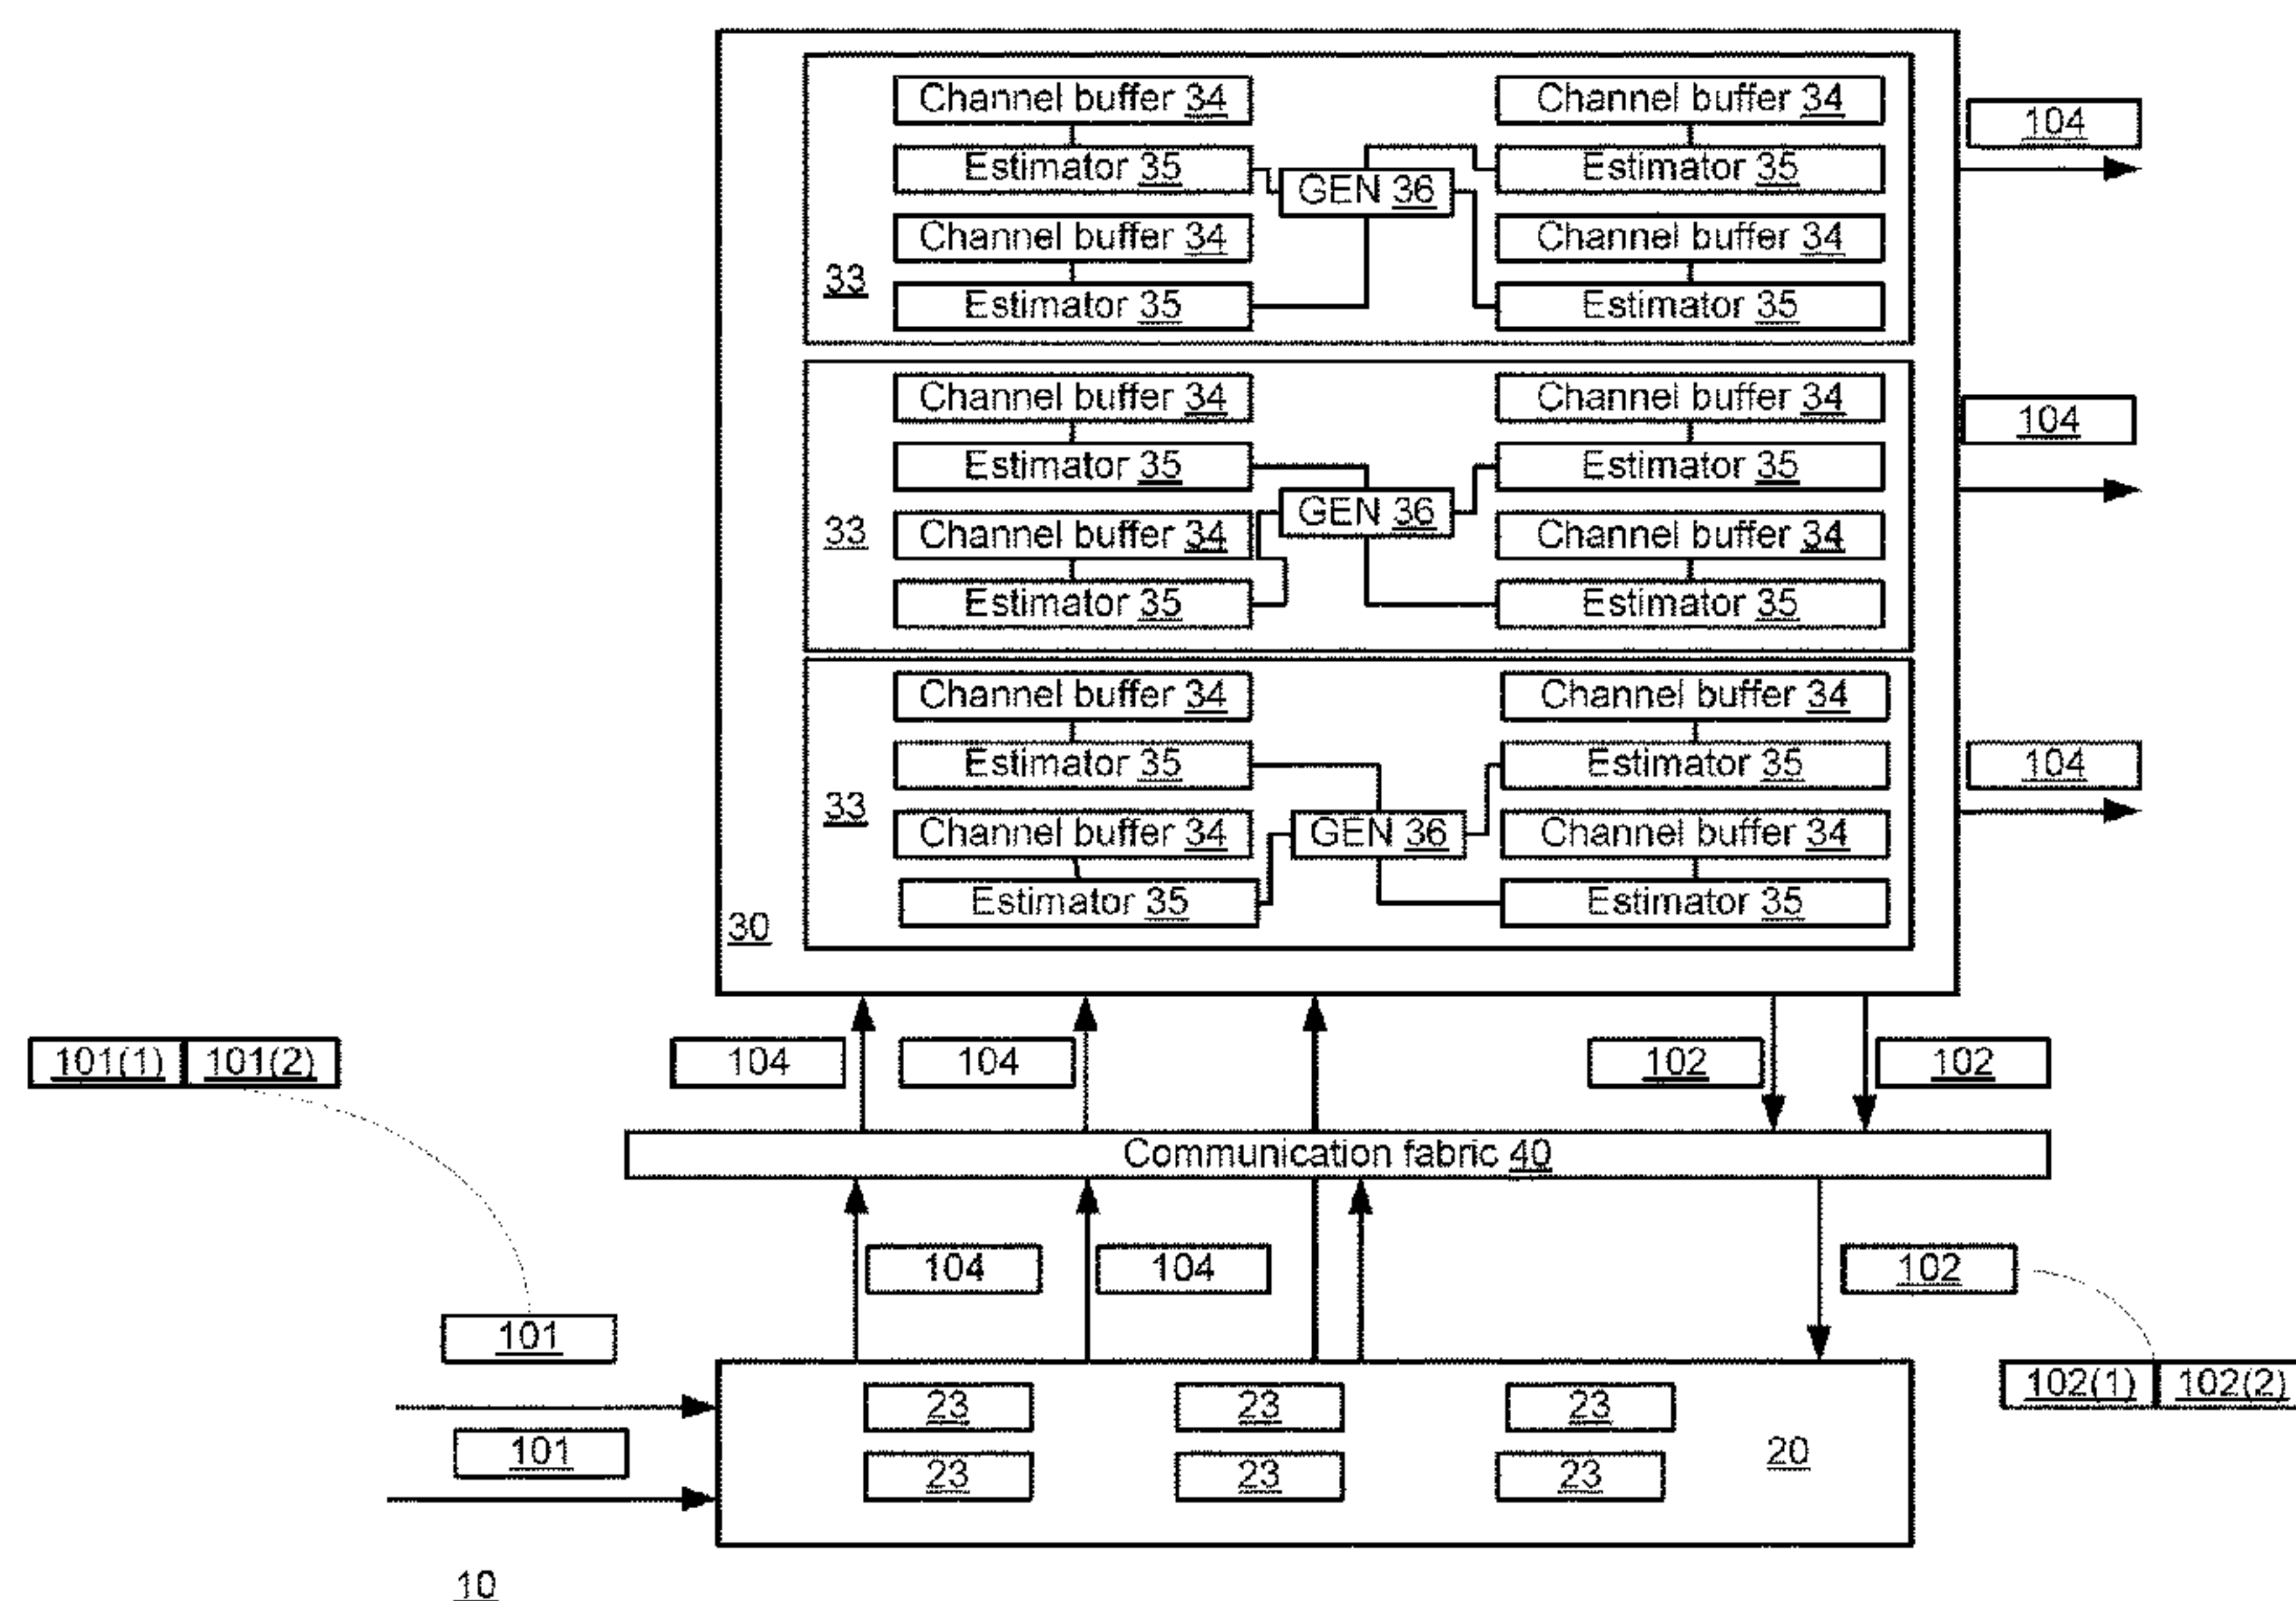 Channel buffer 34 Channel buffer 34
104
Estimator 35 Estimator 35
GEN 36
Channel buffer 34 Channel buffer 34
33
Estimator 35 Estimator 35
Channel buffer 34 Channel buffer 34
104
Estimator 35 Estimator 35
GEN 36
33
Channel buffer 34 Channel buffer 34
Estimator 35 Estimator 35
Channel buffer 34 Channel buffer 34
Estimator 35 Estimator 35
104
33
GEN 36
Channel buffer 34 Channel buffer 34
Estimator 35 Estimator 35
30
101(1) 101(2) 104 104 102 102
Communication fabric 40
104 104 102
101
102(1) 102(2)
23 23 23
101
20
23 23 23
10